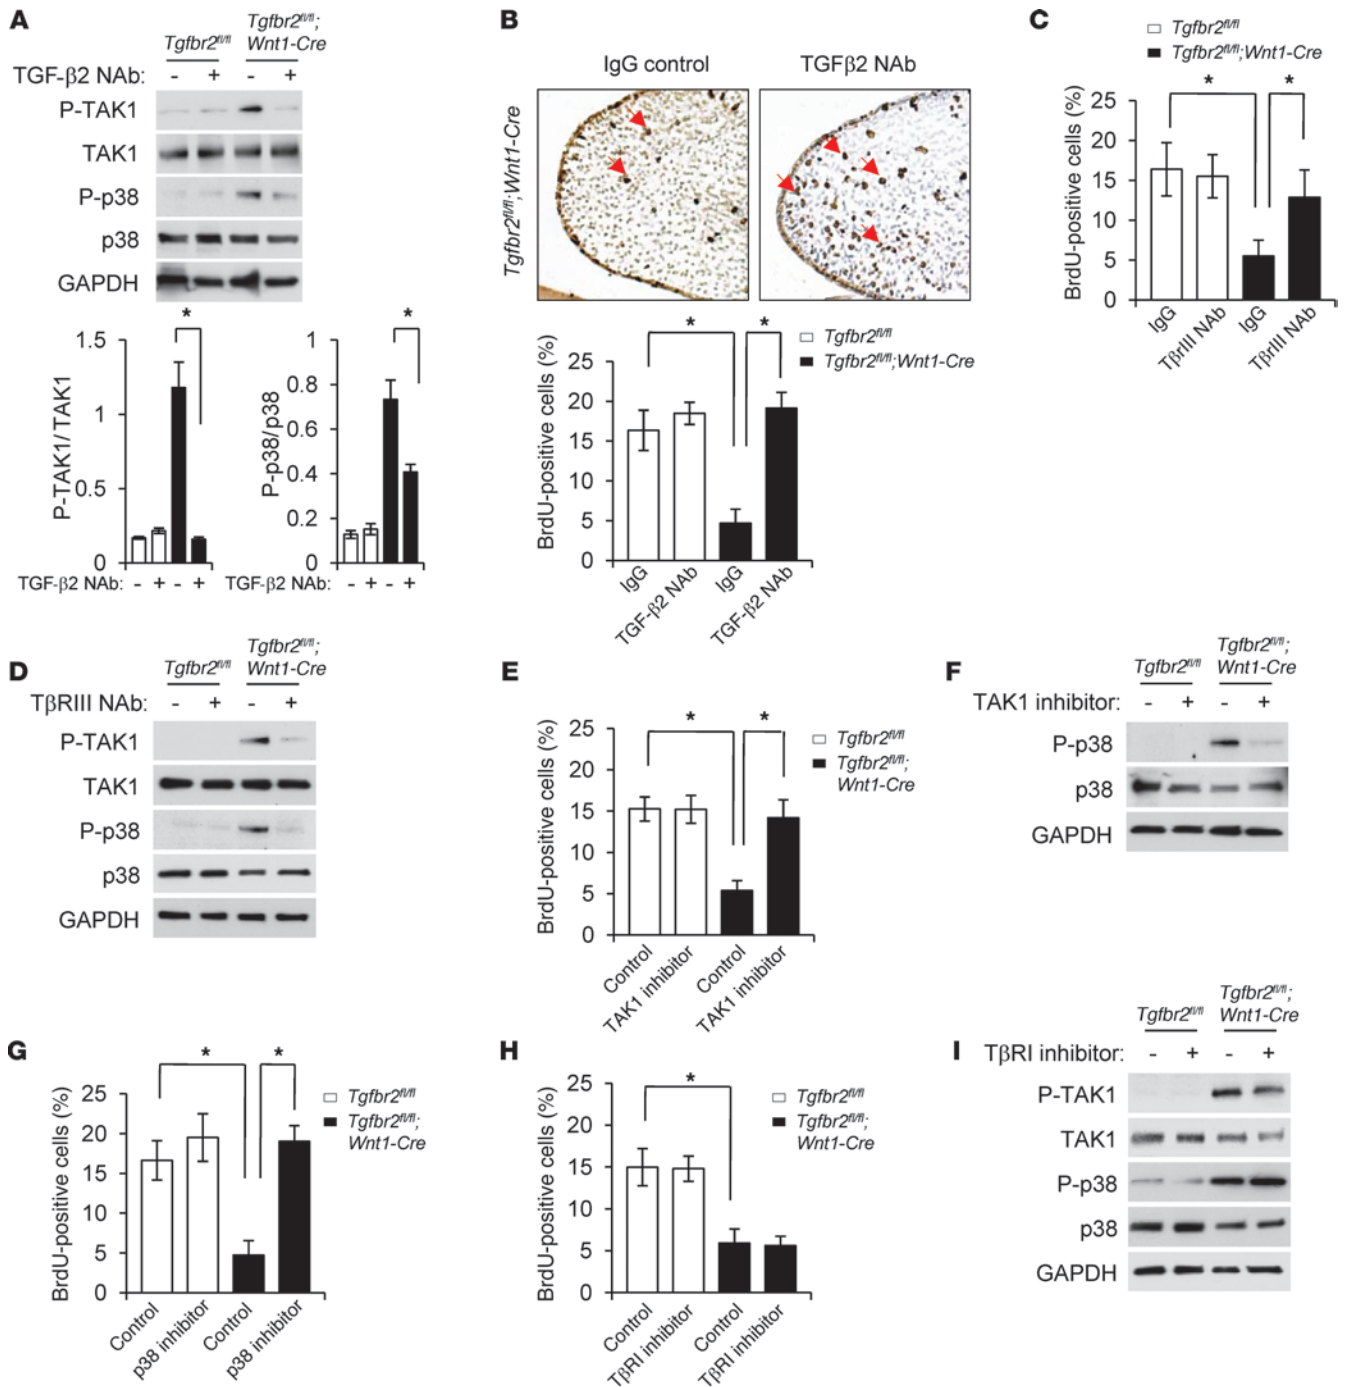 A
Tgfbr2fl/fl
Tgfbr2fl/fl;
Wnt1-Cre
TGF-β2 NAb: - + - +
P-TAK1
TAK1
P-p38
p38
GAPDH
P-TAK1/TAK1
1.5
1
0.5
0
*
TGF-β2 NAb: - + - +
P-p38/p38
1
0.8
0.6
0.4
0.2
0
*
TGF-β2 NAb: - + - +
B
IgG control
TGFβ2 NAb
Tgfbr2fl/fl;Wnt1-Cre
BrdU-positive cells (%)
25
20
15
10
5
0
* *
Tgfbr2fl/fl
Tgfbr2fl/fl;Wnt1-Cre
IgG
TGF-β2 NAb
IgG
TGF-β2 NAb
C
Tgfbr2fl/fl
Tgfbr2fl/fl;Wnt1-Cre
BrdU-positive cells (%)
25
20
15
10
5
0
* *
IgG
TβrIII NAb
IgG
TβrIII NAb
D
Tgfbr2fl/fl
Tgfbr2fl/fl;
Wnt1-Cre
TβRIII NAb: - + - +
P-TAK1
TAK1
P-p38
p38
GAPDH
E
BrdU-positive cells (%)
25
20
15
10
5
0
* *
Tgfbr2fl/fl
Tgfbr2fl/fl;
Wnt1-Cre
Control
TAK1 inhibitor
Control
TAK1 inhibitor
F
Tgfbr2fl/fl
Tgfbr2fl/fl;
Wnt1-Cre
TAK1 inhibitor: - + - +
P-p38
p38
GAPDH
G
BrdU-positive cells (%)
25
20
15
10
5
0
* *
Tgfbr2fl/fl
Tgfbr2fl/fl;
Wnt1-Cre
Control
p38 inhibitor
Control
p38 inhibitor
H
BrdU-positive cells (%)
25
20
15
10
5
0
*
Tgfbr2fl/fl
Tgfbr2fl/fl;
Wnt1-Cre
Control
TβRI inhibitor
Control
TβRI inhibitor
I
Tgfbr2fl/fl
Tgfbr2fl/fl;
Wnt1-Cre
TβRI inhibitor: - + - +
P-TAK1
TAK1
P-p38
p38
GAPDH